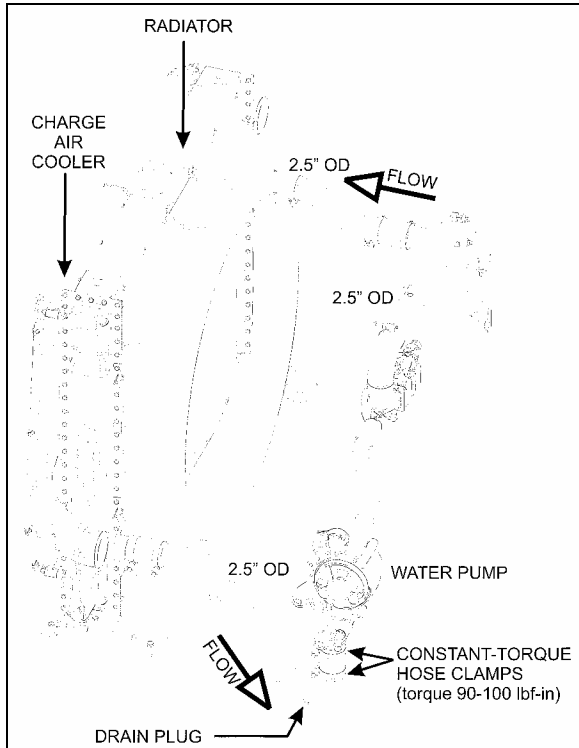 RADIATOR
CHARGE
AIR
COOLER
2.5" OD
FLOW
2.5" OD
2.5" OD
WATER PUMP
FLOW
CONSTANT-TORQUE
HOSE CLAMPS
(torque 90-100 lbf-in)
DRAIN PLUG